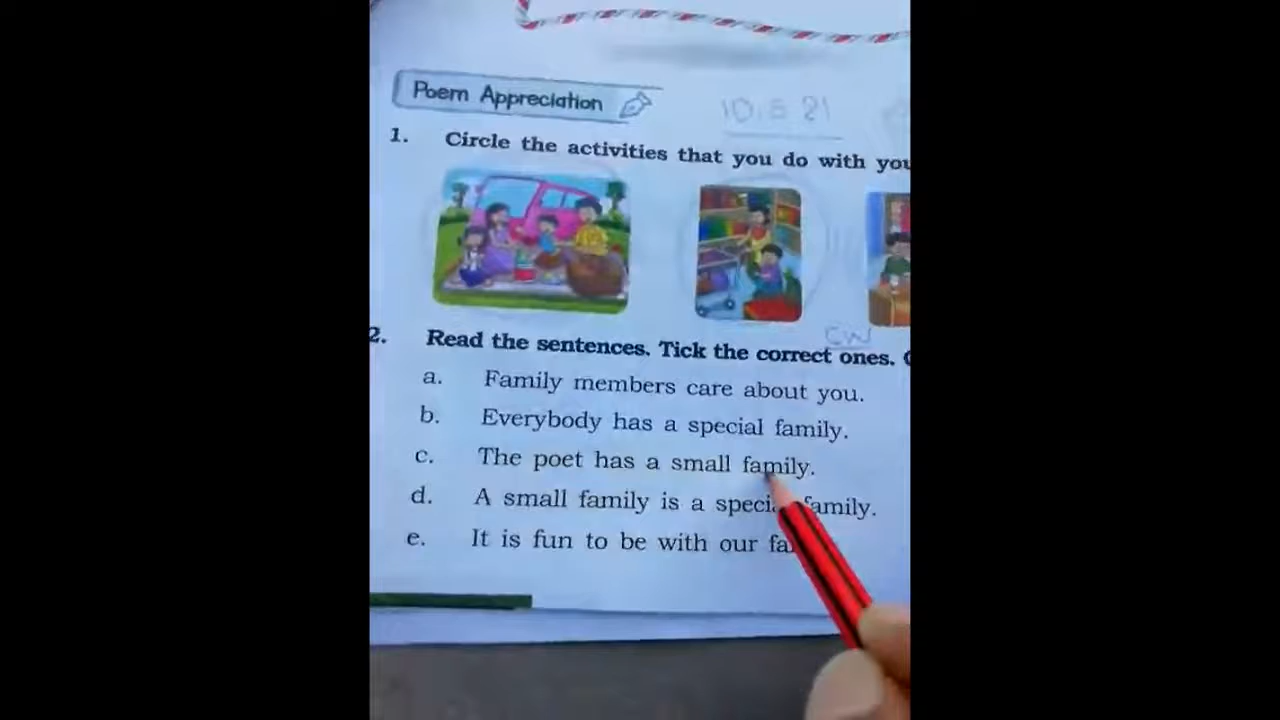 Poem Appreciation
10.5 21
1. Circle the activities that you do with you
CW
2. Read the sentences. Tick the correct ones.
a. Family members care about you.
b. Everybody has a special family.
c. The poet has a small family.
d. A small family is a special family.
e. It is fun to be with our fa